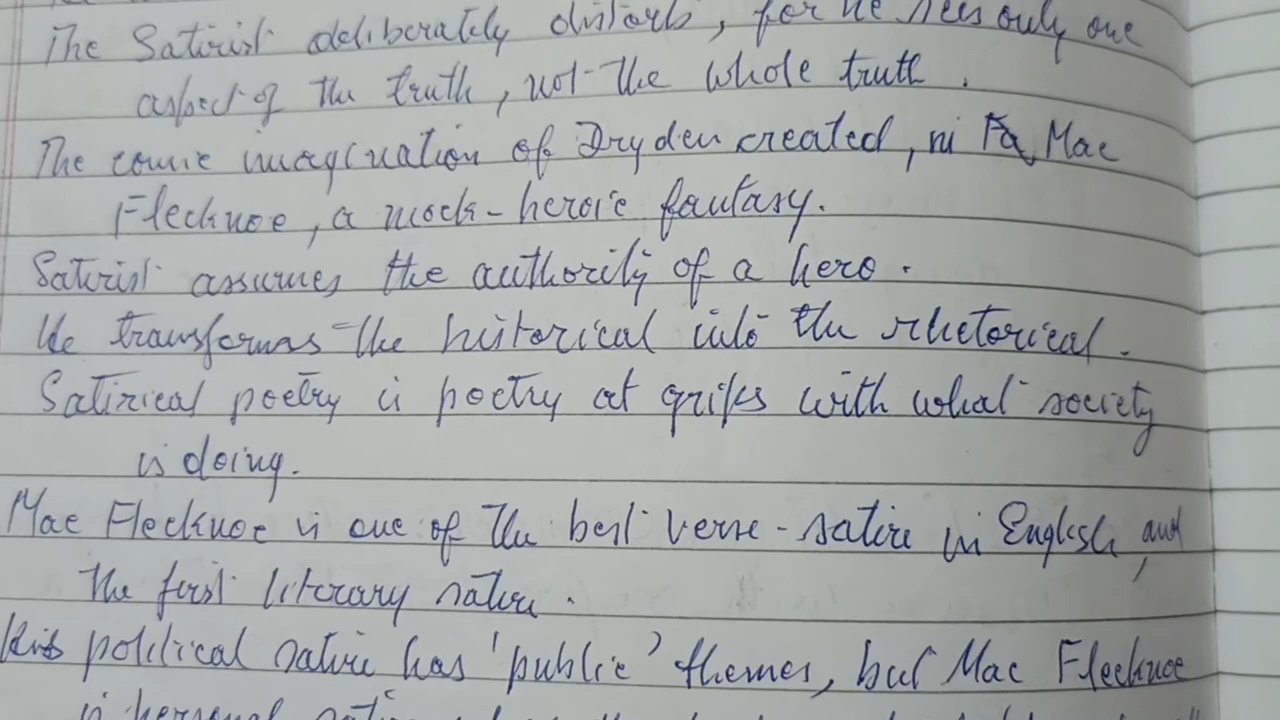 The Satirist deliberately distorts, for he sees only one
aspect of the truth, not the whole truth.
The comic imagination of Dryden created, in Mac
Flecknoe, a mock-heroic fantasy.
Satirist assumes the authority of a hero.
He transforms the historical into the rhetorical.
Satirical poetry is poetry at grips with what society
is doing.
Mac Flecknoe is one of the best verse-satire in English, and
the first literary satire.
His political satire has 'public' themes, but Mac Flecknoe
is personal